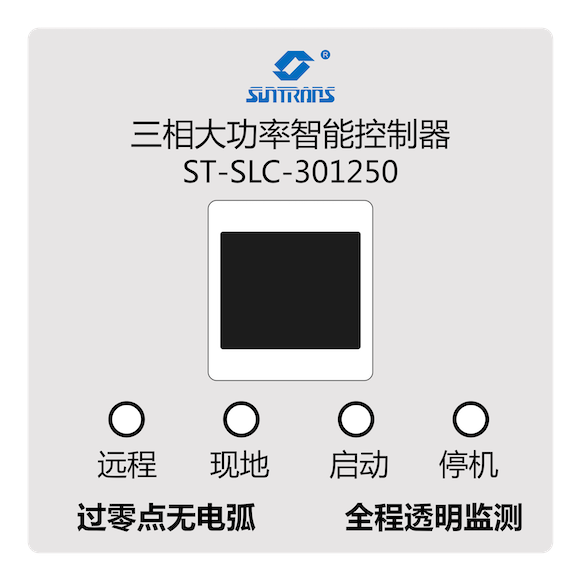 ®
SUNTRANS
三相大功率智能控制器
ST-SLC-301250
远程 现地 启动 停机
过零点无电弧 全程透明监测